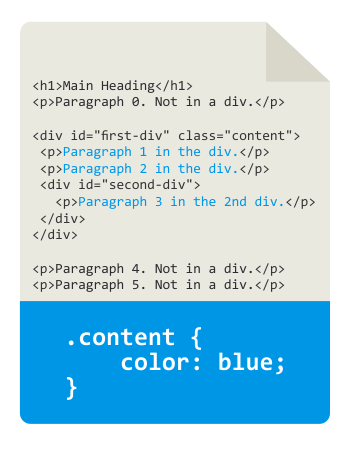 <h1>Main Heading</h1>
<p>Paragraph 0. Not in a div.</p>
<div id="first-div" class="content">
<p>Paragraph 1 in the div.</p>
<p>Paragraph 2 in the div.</p>
<div id="second-div">
<p>Paragraph 3 in the 2nd div.</p>
</div>
</div>
<p>Paragraph 4. Not in a div.</p>
<p>Paragraph 5. Not in a div.</p>
.content {
color: blue;
}